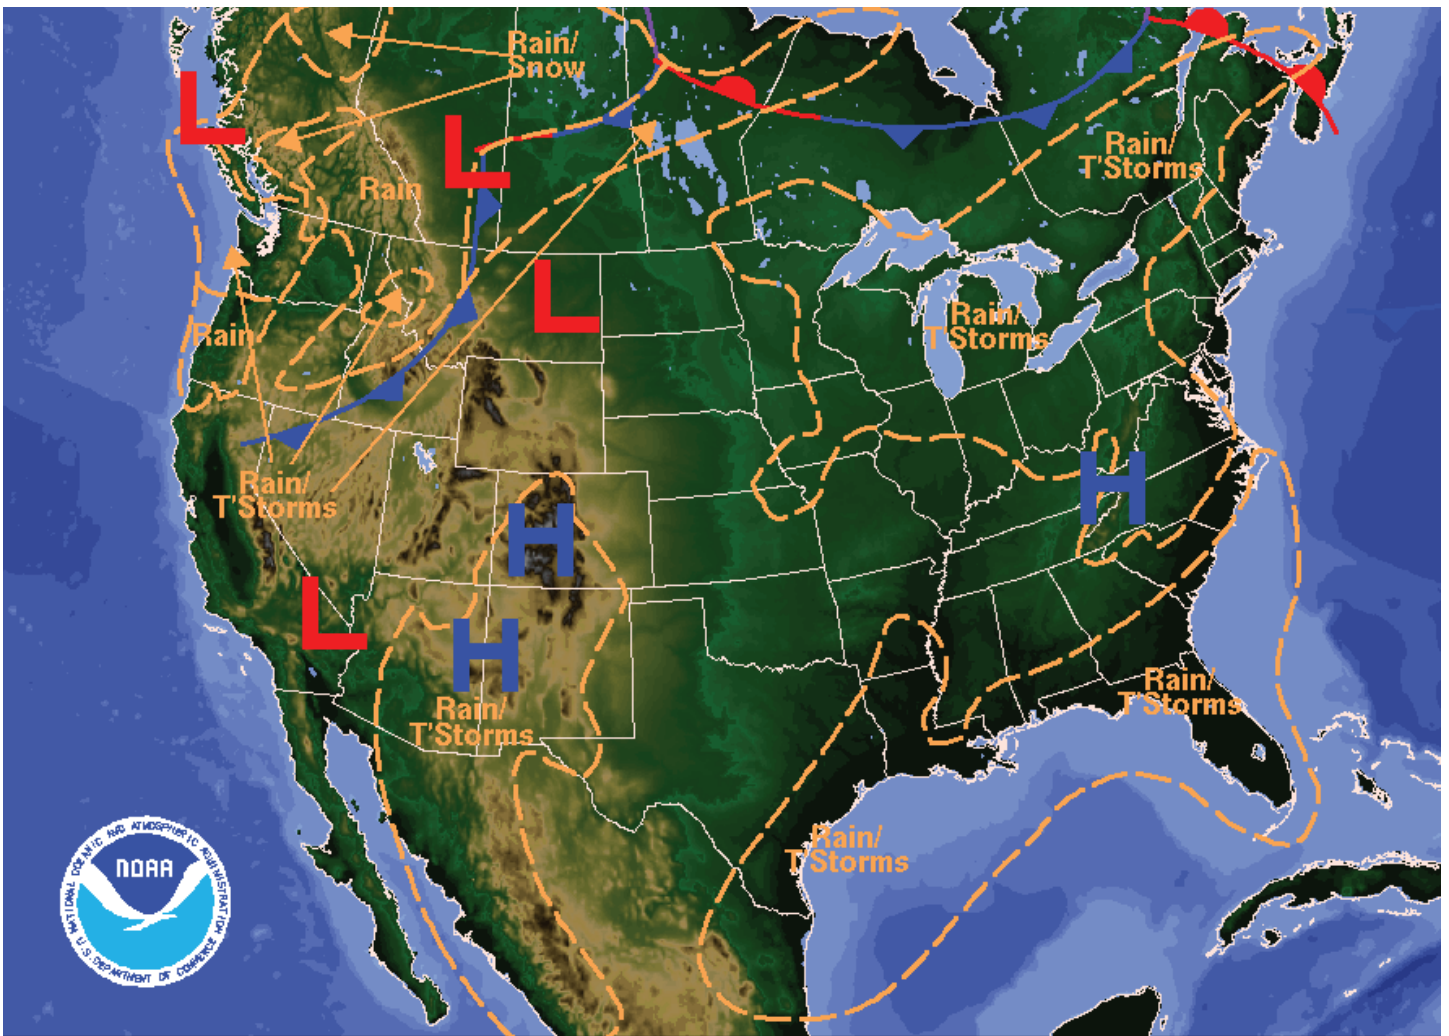 Rain/
Snow
L
L
Rain
Rain/
T'Storms
L
Rain
Rain/
T'Storms
Rain/
T'Storms
H
H
L
H
Rain/
T'Storms
Rain/
T'Storms
Rain/
T'Storms
NOAA
NATIONAL OCEANIC AND ATMOSPHERIC ADMINISTRATION
U.S. DEPARTMENT OF COMMERCE